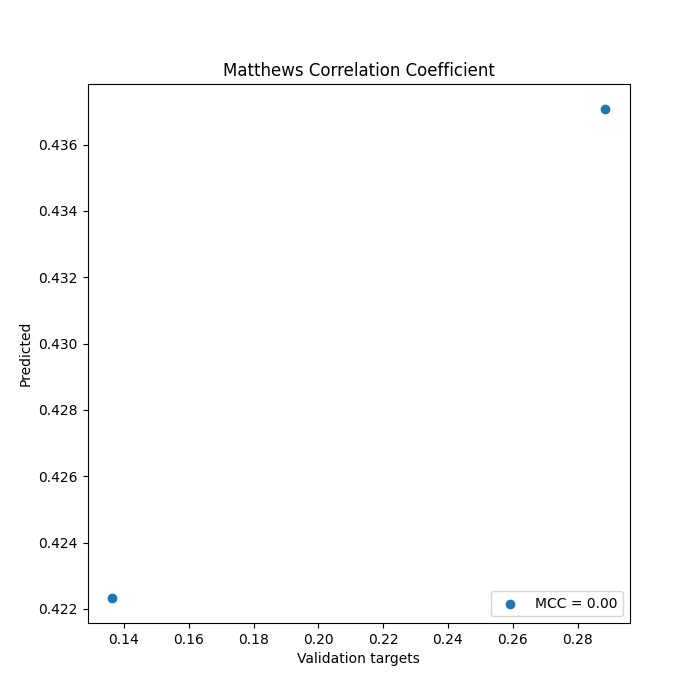 Matthews Correlation Coefficient
0.436
0.434
0.432
0.430
0.428
0.426
0.424
0.422
Predicted
MCC = 0.00
0.14 0.16 0.18 0.20 0.22 0.24 0.26 0.28
Validation targets